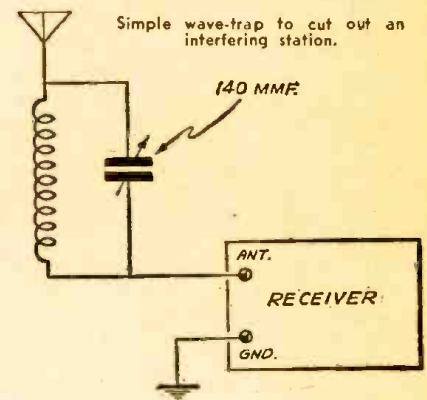 Simple wave-trap to cut out an
interfering station.
140 MMF.
ANT.
RECEIVER
GND.